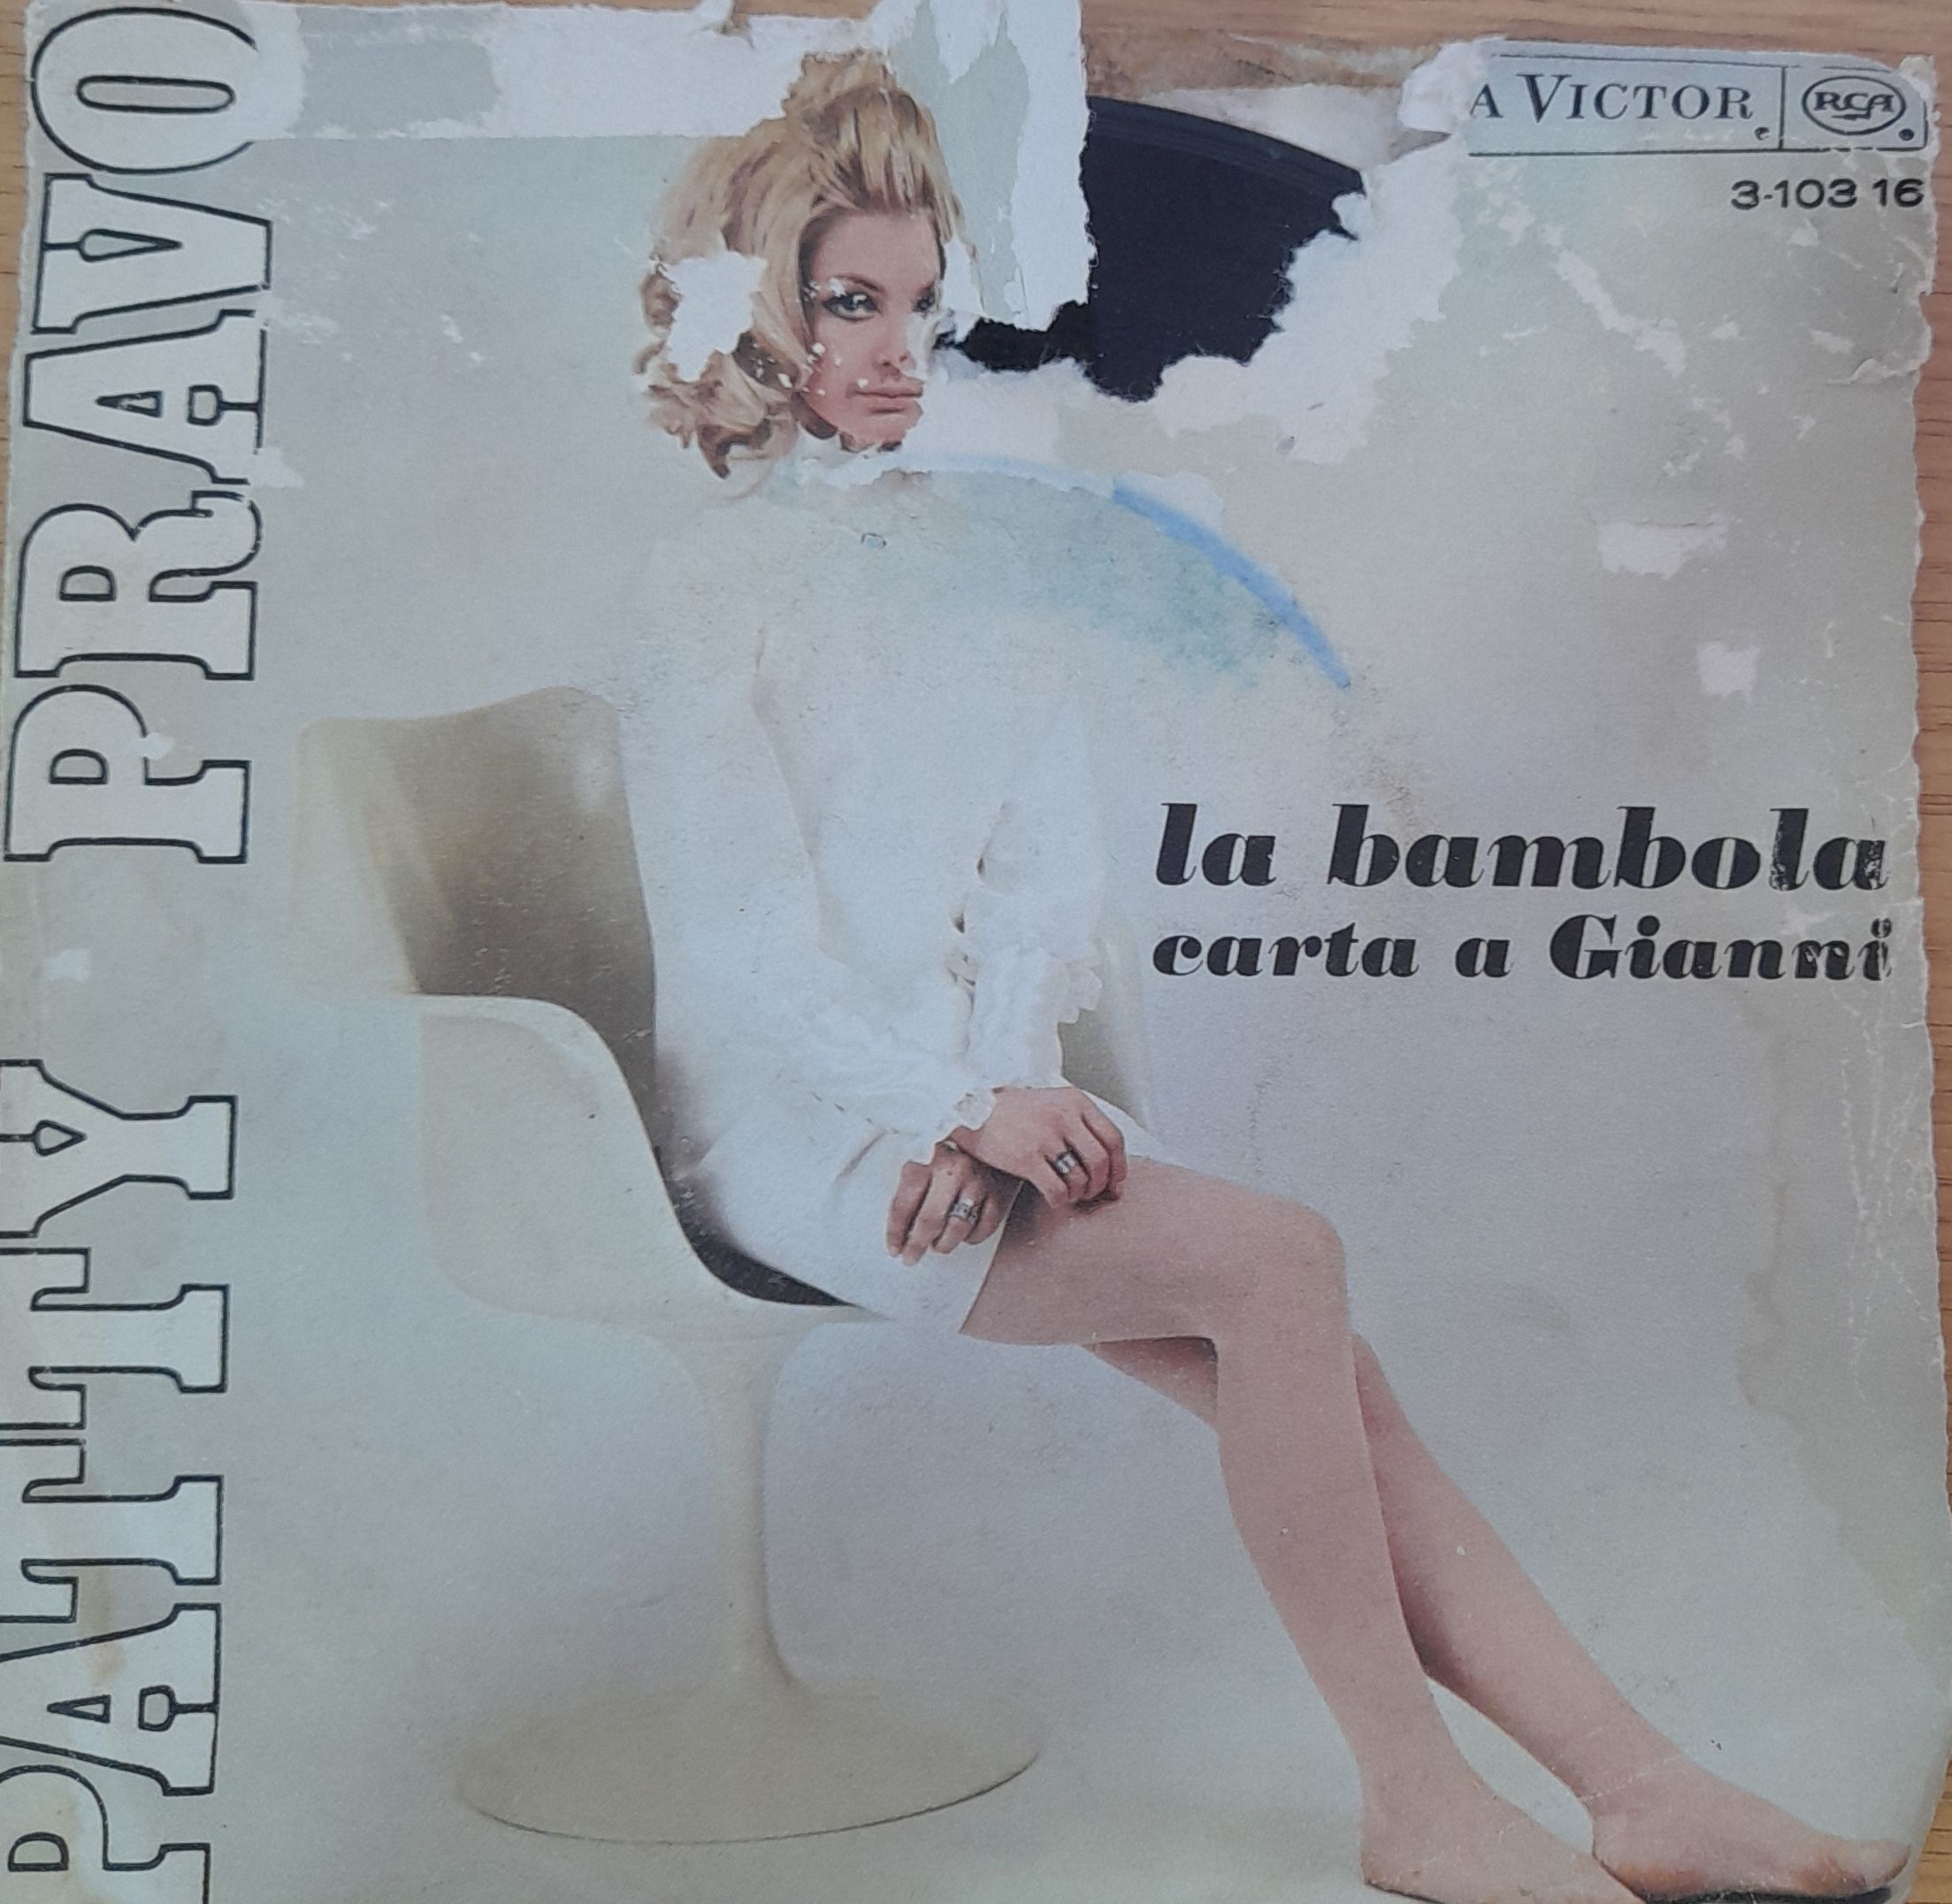 PATTY PRAVO
A VICTOR
RCA
3-103 16
la bambola
carta a Gianni